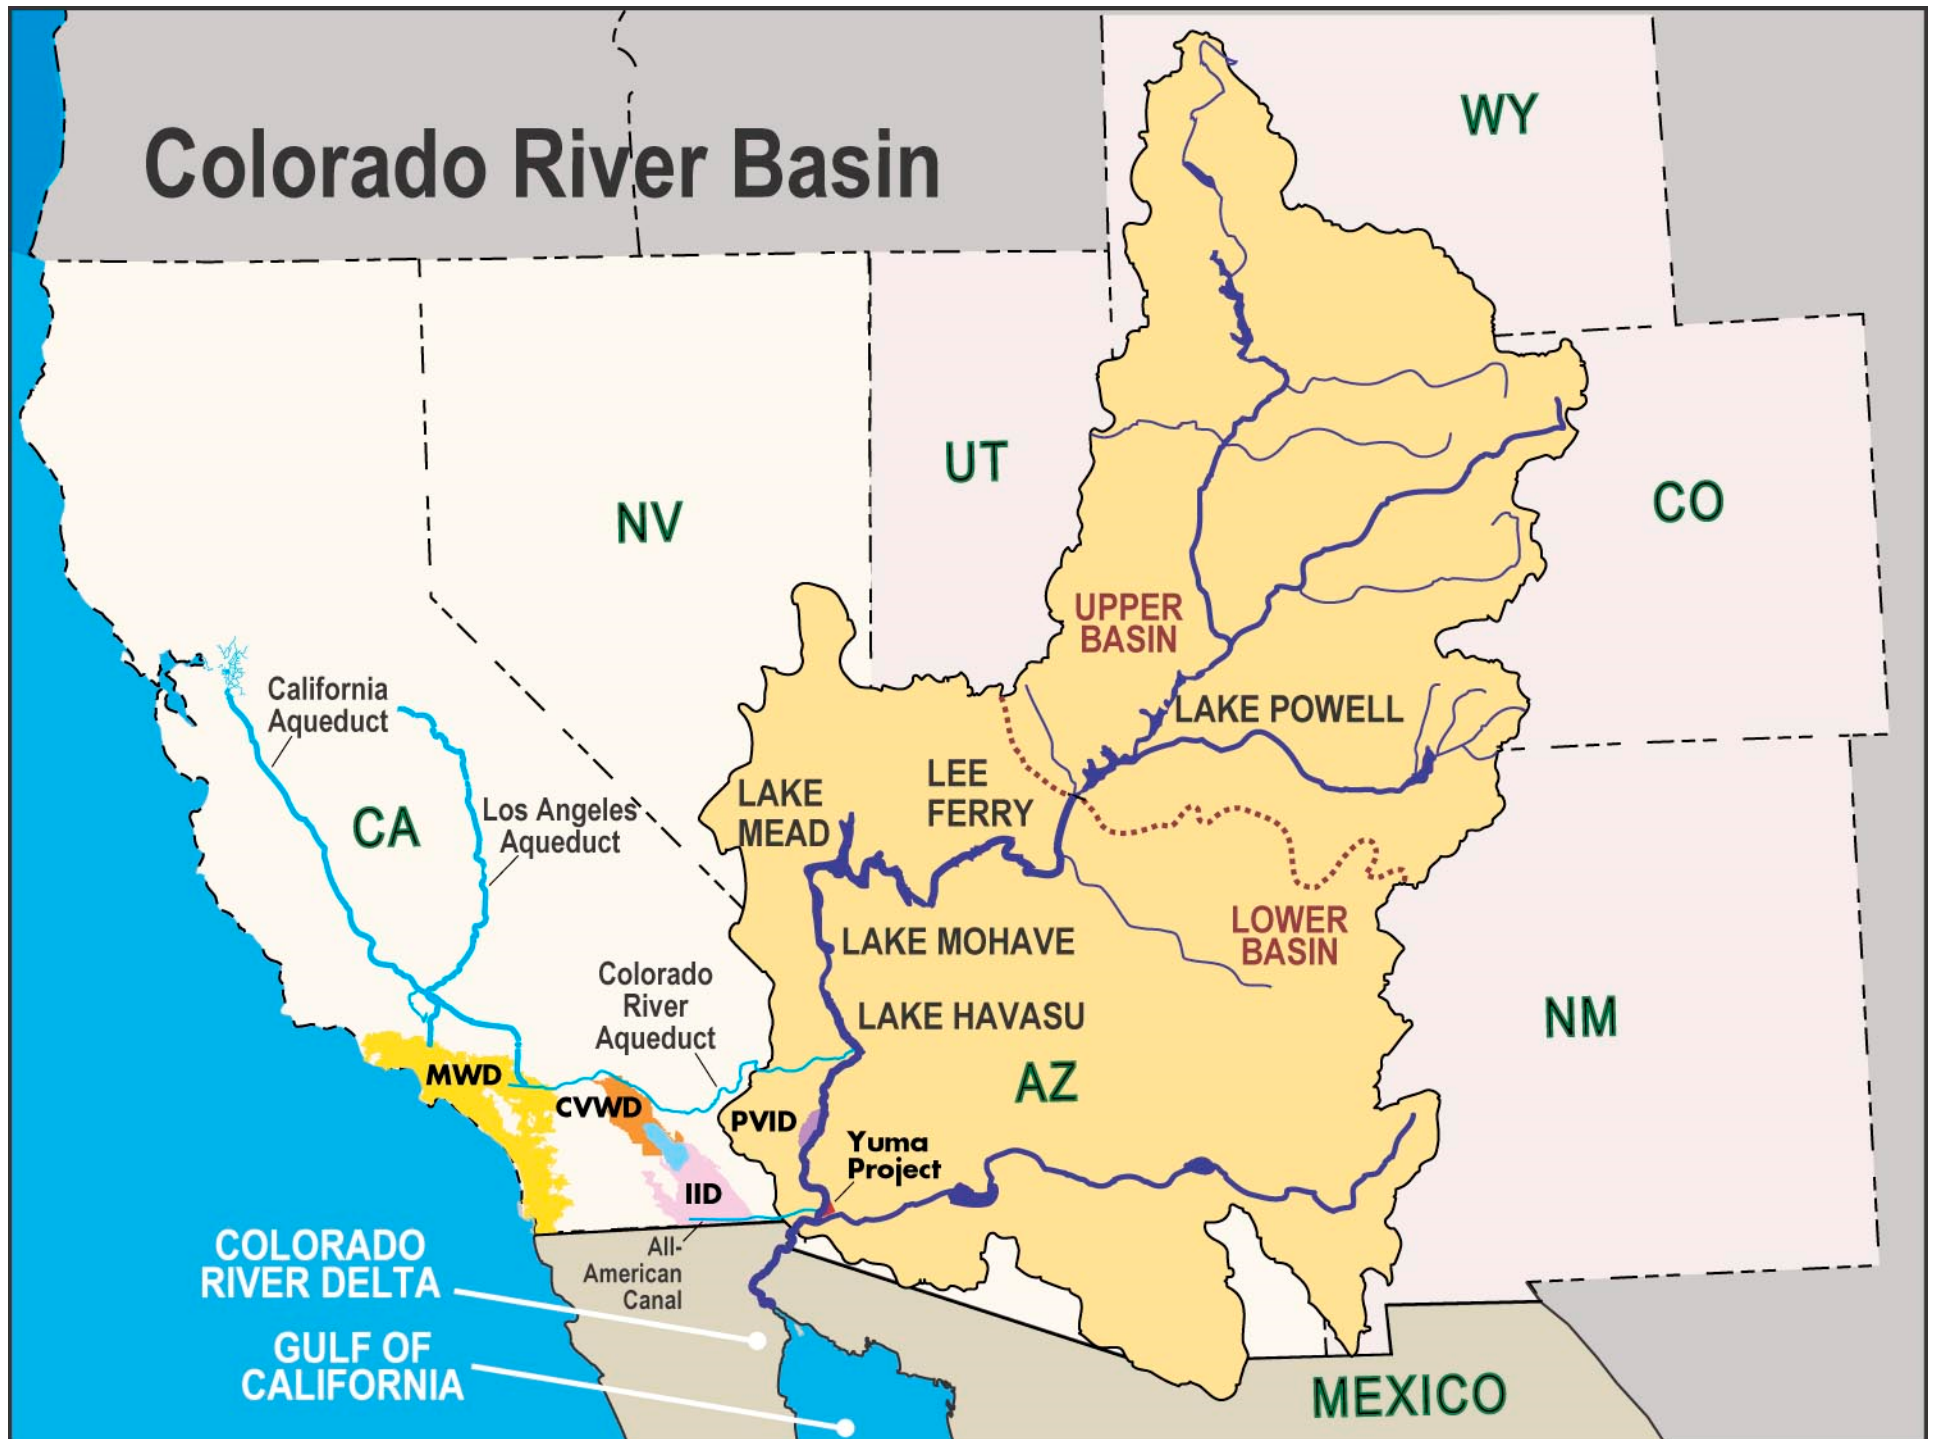 Colorado River Basin
WY
UT
NV
CO
UPPER
BASIN
California
Aqueduct
LAKE POWELL
LEE
FERRY
LAKE
MEAD
Los Angeles
Aqueduct
CA
LOWER
BASIN
LAKE MOHAVE
Colorado
River
Aqueduct
LAKE HAVASU
NM
AZ
MWD
CVWD
PVID
Yuma
Project
IID
All-
American
Canal
COLORADO
RIVER DELTA
GULF OF
CALIFORNIA
MEXICO